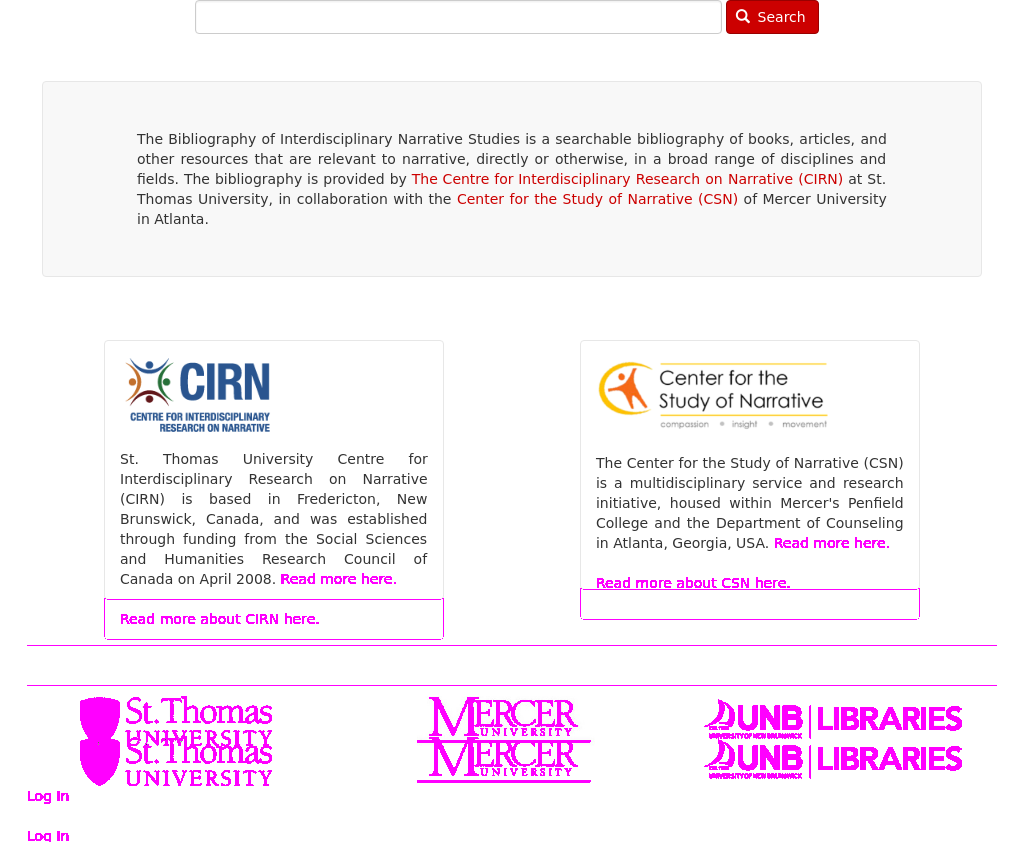 Search
The Bibliography of Interdisciplinary Narrative Studies is a searchable bibliography of books, articles, and
other resources that are relevant to narrative, directly or otherwise, in a broad range of disciplines and
fields. The bibliography is provided by The Centre for Interdisciplinary Research on Narrative (CIRN) at St.
Thomas University, in collaboration with the Center for the Study of Narrative (CSN) of Mercer University
in Atlanta.
CIRN
CENTRE FOR INTERDISCIPLINARY
RESEARCH ON NARRATIVE
St. Thomas University Centre for
Interdisciplinary Research on Narrative
(CIRN) is based in Fredericton, New
Brunswick, Canada, and was established
through funding from the Social Sciences
and Humanities Research Council of
Canada on April 2008. Read more here.
Read more about CIRN here.
Center for the
Study of Narrative
compassion • insight • movement
The Center for the Study of Narrative (CSN)
is a multidisciplinary service and research
initiative, housed within Mercer's Penfield
College and the Department of Counseling
in Atlanta, Georgia, USA. Read more here.
Read more about CSN here.
St. Thomas
UNIVERSITY
St. Thomas
UNIVERSITY
MERCER
UNIVERSITY
MERCER
UNIVERSITY
UNB LIBRARIES
UNIVERSITY OF NEW BRUNSWICK
UNB LIBRARIES
UNIVERSITY OF NEW BRUNSWICK
Log In
Log In